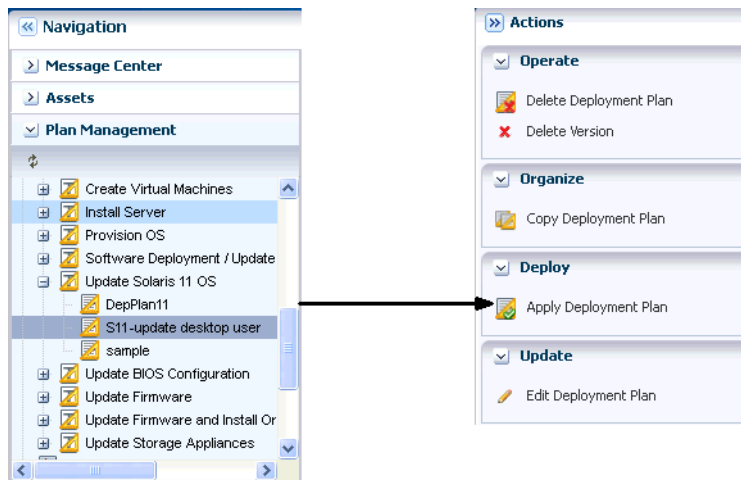 Navigation
Message Center
Assets
Plan Management
Create Virtual Machines
Install Server
Provision OS
Software Deployment / Update
Update Solaris 11 OS
DepPlan11
S11-update desktop user
sample
Update BIOS Configuration
Update Firmware
Update Firmware and Install Or
Update Storage Appliances
Actions
Operate
Delete Deployment Plan
Delete Version
Organize
Copy Deployment Plan
Deploy
Apply Deployment Plan
Update
Edit Deployment Plan